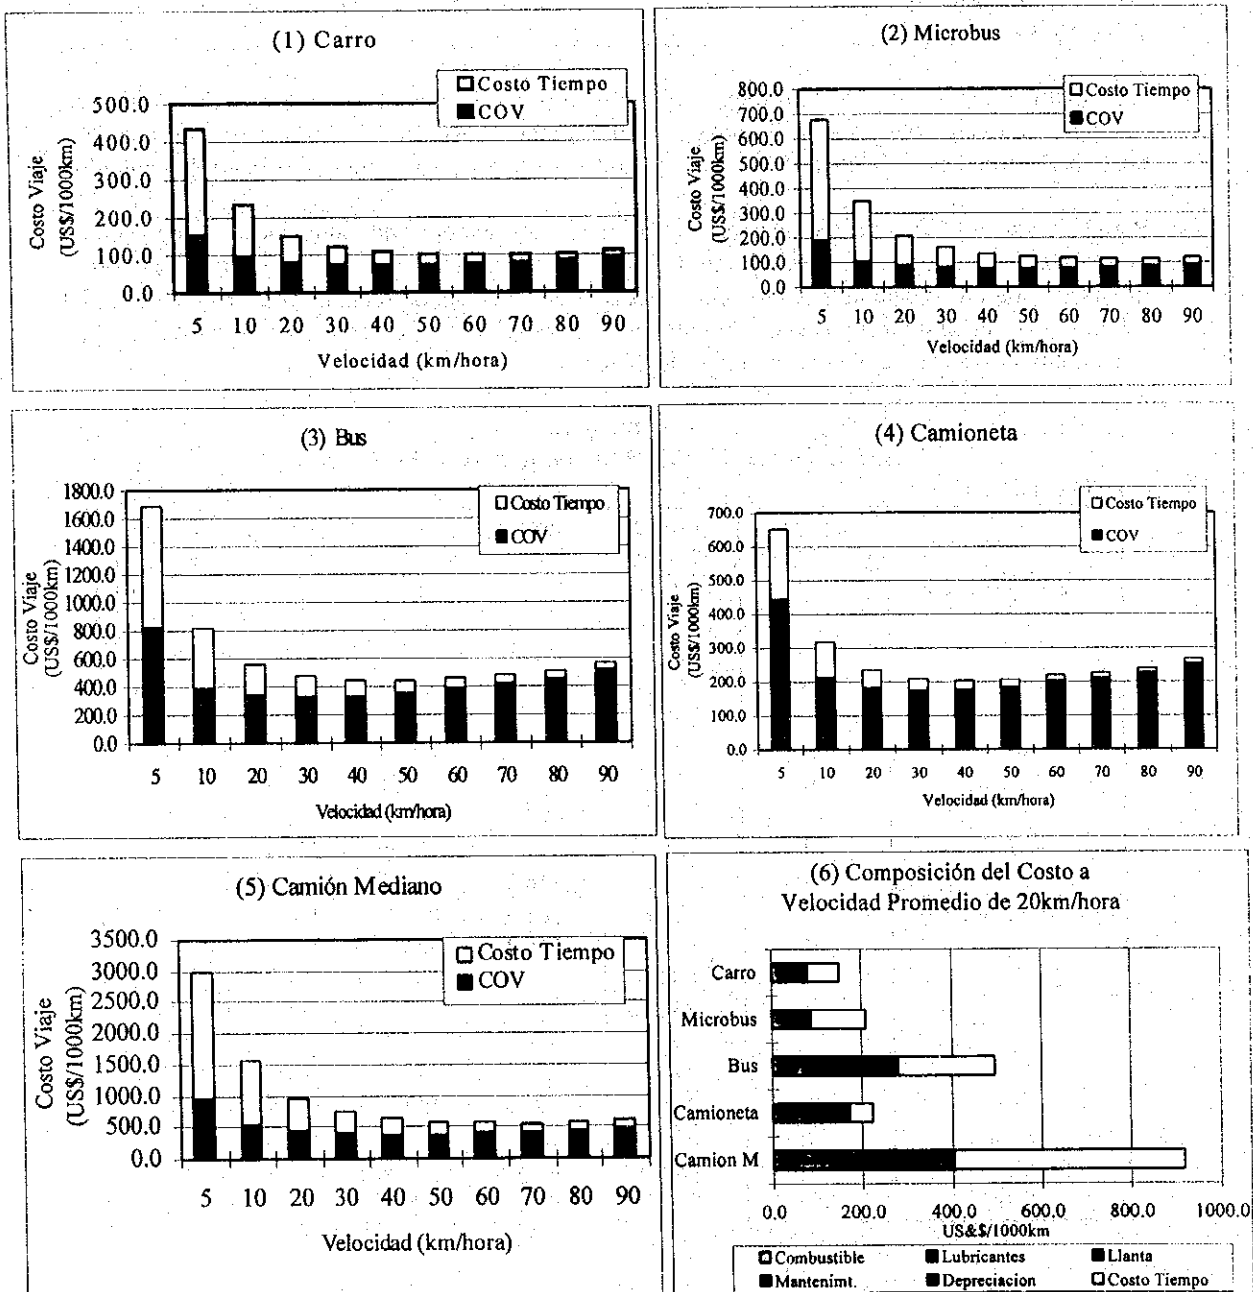 (1) Carro
Costo Tiempo
COV
500.0
400.0
300.0
200.0
100.0
0.0
Costo Viaje
(US$/1000km)
5 10 20 30 40 50 60 70 80 90
Velocidad (km/hora)
(2) Microbus
Costo Tiempo
COV
800.0
700.0
600.0
500.0
400.0
300.0
200.0
100.0
0.0
Costo Viaje
(US$/1000km)
5 10 20 30 40 50 60 70 80 90
Velocidad (km/hora)
(3) Bus
Costo Tiempo
COV
1800.0
1600.0
1400.0
1200.0
1000.0
800.0
600.0
400.0
200.0
0.0
Costo Viaje
(US$/1000km)
5 10 20 30 40 50 60 70 80 90
Velocidad (km/hora)
(4) Camioneta
Costo Tiempo
COV
700.0
600.0
500.0
400.0
300.0
200.0
100.0
0.0
Costo Viaje
(US$/1000km)
5 10 20 30 40 50 60 70 80 90
Velocidad (km/hora)
(5) Camión Mediano
Costo Tiempo
COV
3500.0
3000.0
2500.0
2000.0
1500.0
1000.0
500.0
0.0
Costo Viaje
(US$/1000km)
5 10 20 30 40 50 60 70 80 90
Velocidad (km/hora)
(6) Composición del Costo a
Velocidad Promedio de 20km/hora
Carro
Microbus
Bus
Camioneta
Camion M
0.0 200.0 400.0 600.0 800.0 1000.0
US&$/1000km
Combustible Lubricantes Llanta
Mantenimt. Depreciacion Costo Tiempo